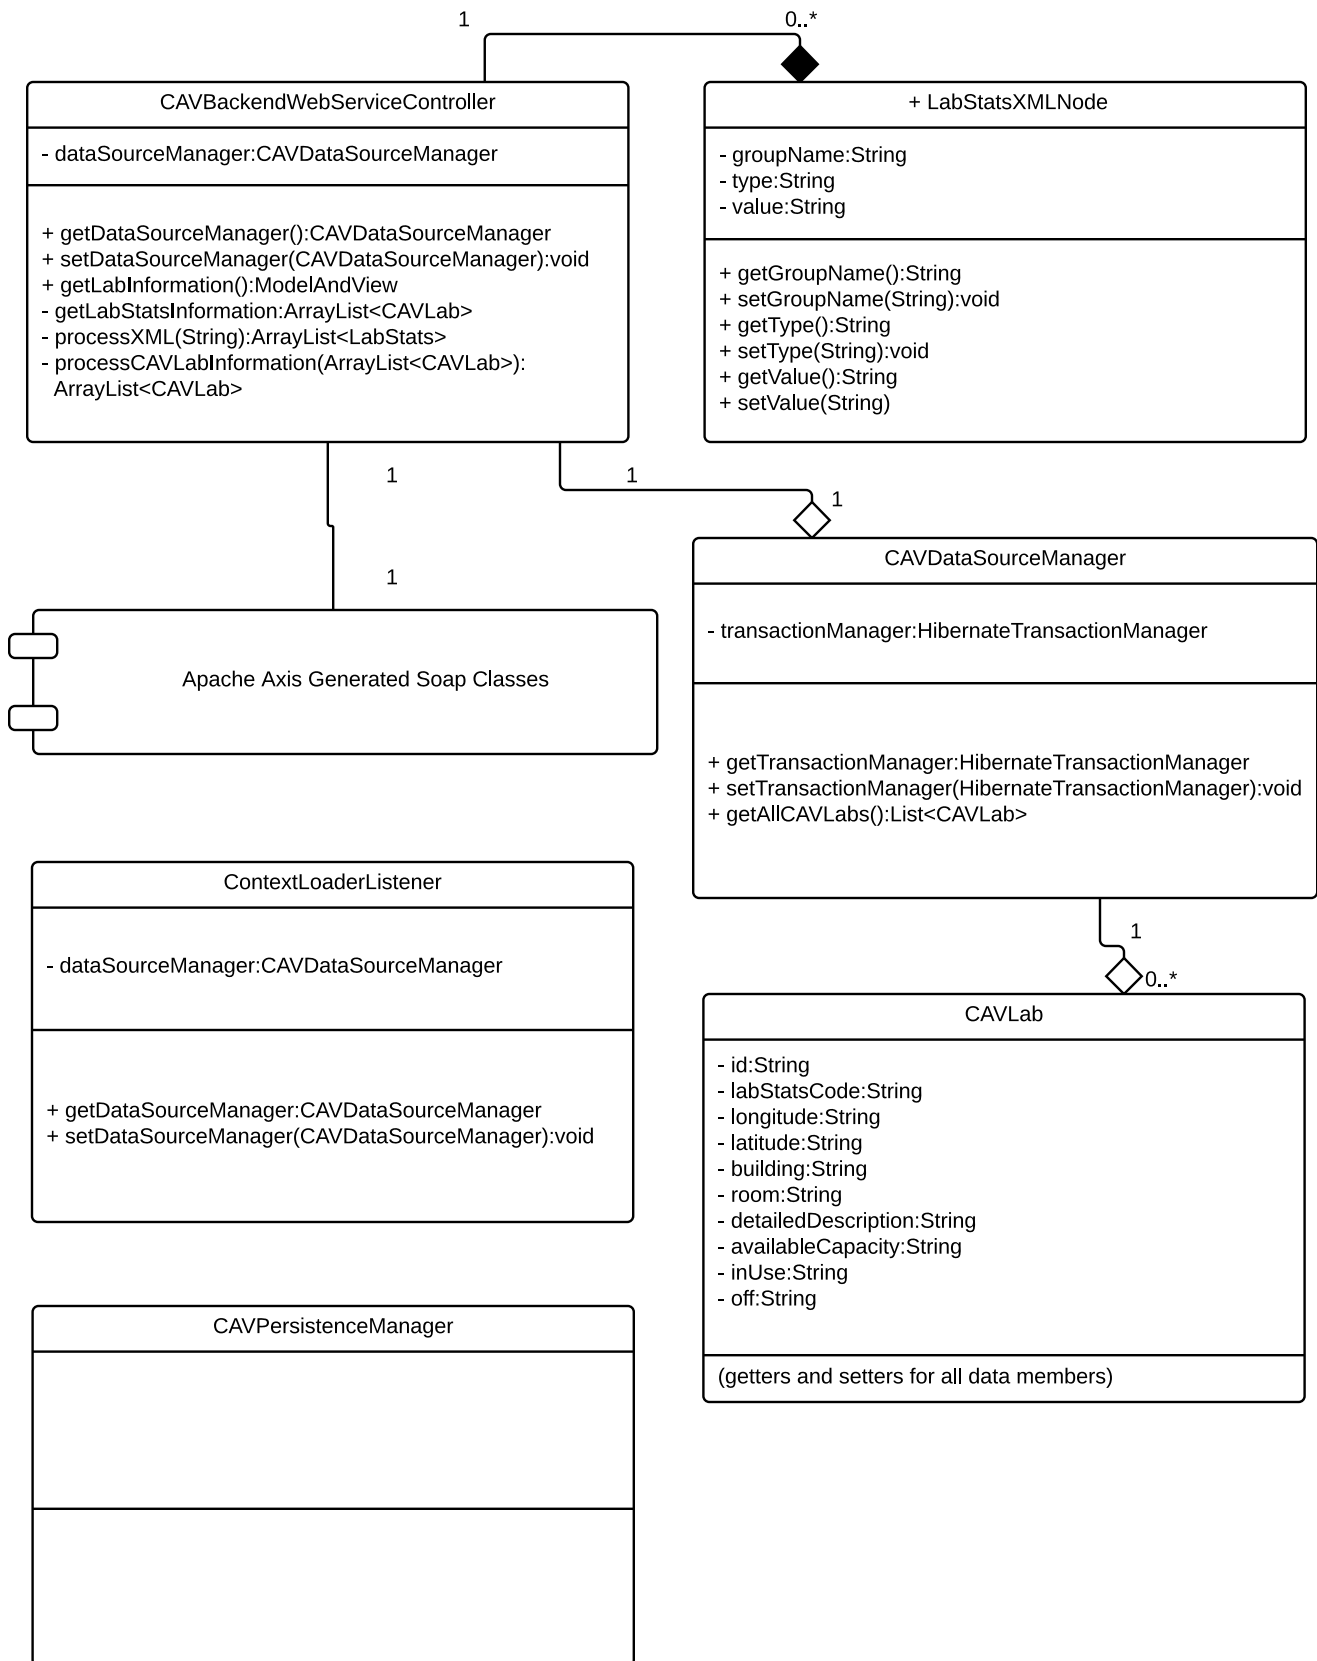 1
0..*
CAVBackendWebServiceController
- dataSourceManager:CAVDataSourceManager
+ getDataSourceManager():CAVDataSourceManager
+ setDataSourceManager(CAVDataSourceManager):void
+ getLabInformation():ModelAndView
- getLabStatsInformation:ArrayList<CAVLab>
- processXML(String):ArrayList<LabStats>
- processCAVLabInformation(ArrayList<CAVLab>):
ArrayList<CAVLab>
+ LabStatsXMLNode
- groupName:String
- type:String
- value:String
+ getGroupName():String
+ setGroupName(String):void
+ getType():String
+ setType(String):void
+ getValue():String
+ setValue(String)
1
1
1
1
Apache Axis Generated Soap Classes
CAVDataSourceManager
- transactionManager:HibernateTransactionManager
+ getTransactionManager:HibernateTransactionManager
+ setTransactionManager(HibernateTransactionManager):void
+ getAllCAVLabs():List<CAVLab>
ContextLoaderListener
- dataSourceManager:CAVDataSourceManager
+ getDataSourceManager:CAVDataSourceManager
+ setDataSourceManager(CAVDataSourceManager):void
1
0..*
CAVLab
- id:String
- labStatsCode:String
- longitude:String
- latitude:String
- building:String
- room:String
- detailedDescription:String
- availableCapacity:String
- inUse:String
- off:String
(getters and setters for all data members)
CAVPersistenceManager